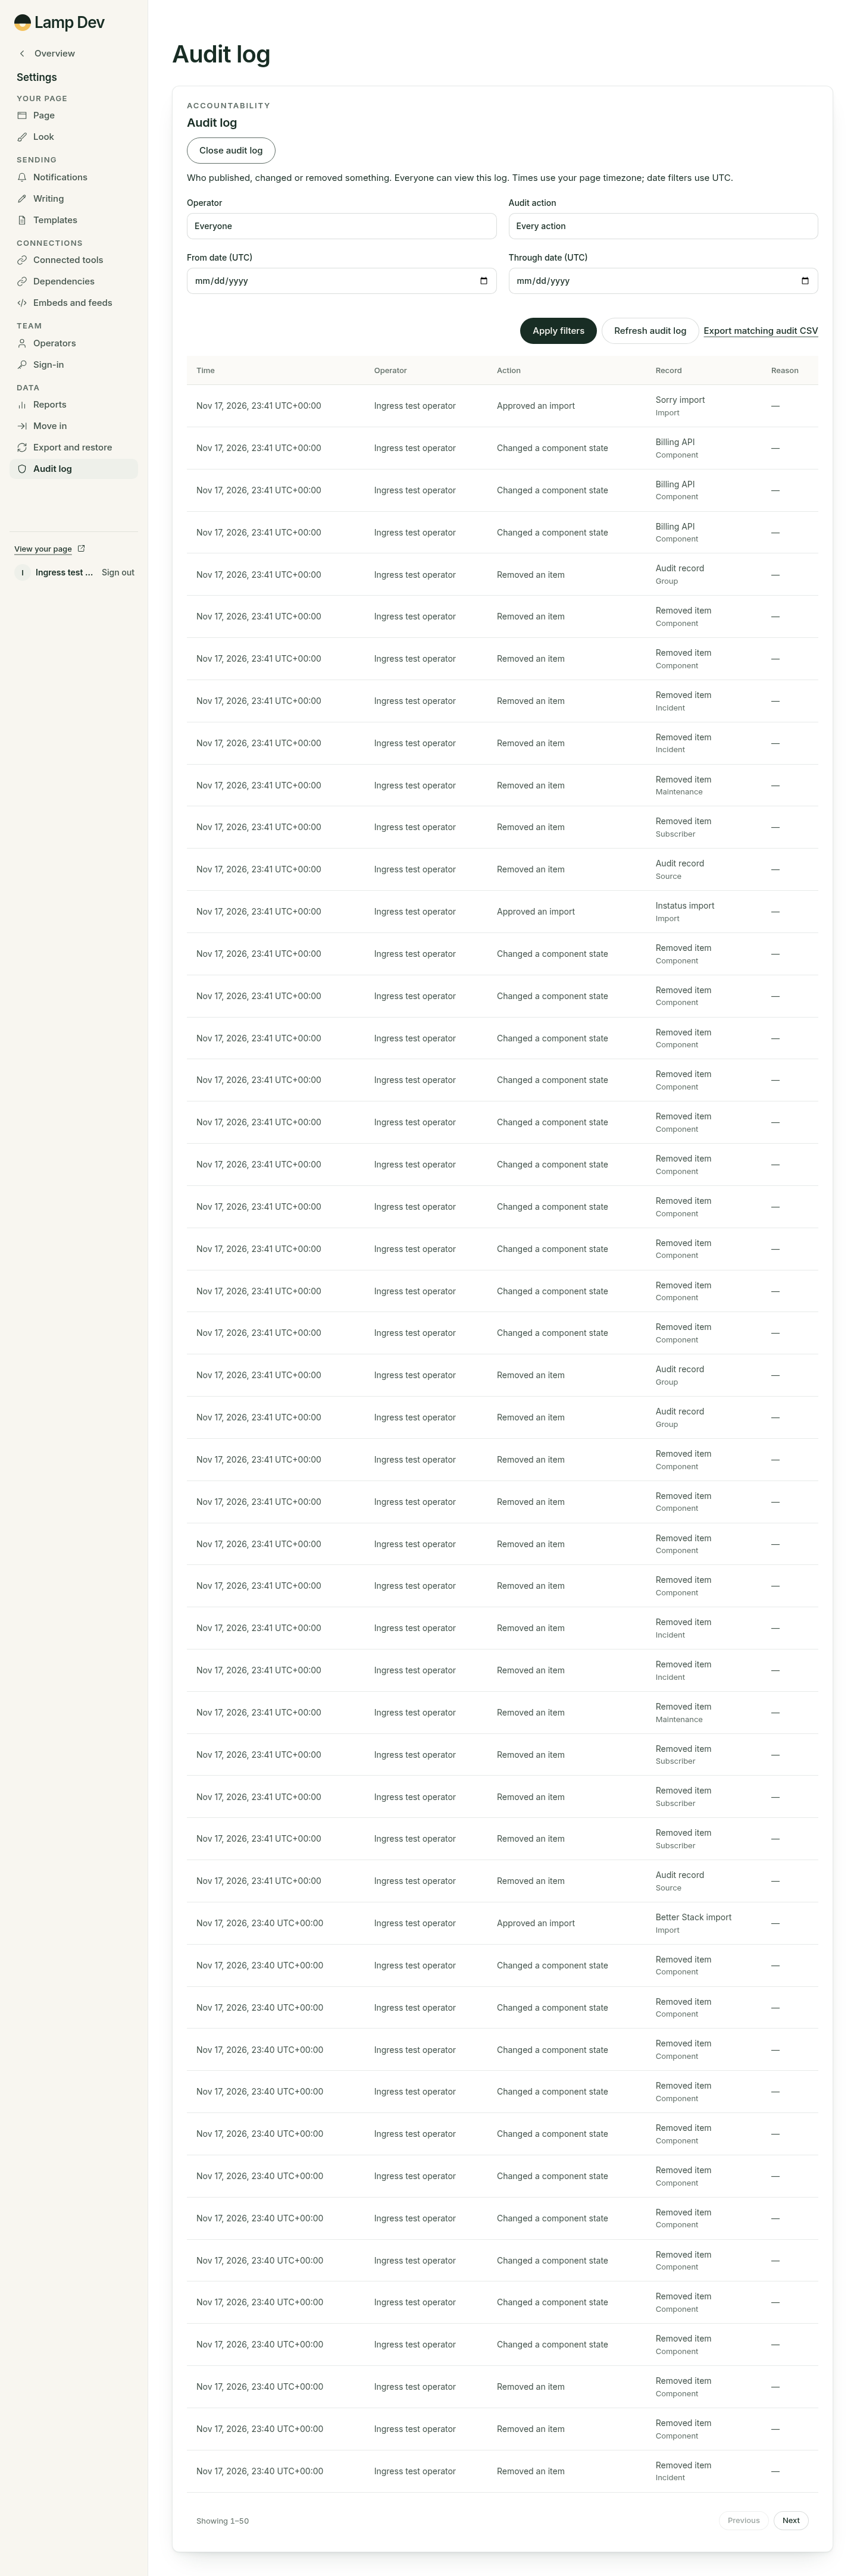 Lamp Dev
Overview
Settings
YOUR PAGE
Page
Look
SENDING
Notifications
Writing
Templates
CONNECTIONS
Connected tools
Dependencies
Embeds and feeds
TEAM
Operators
Sign-in
DATA
Reports
Move in
Export and restore
Audit log
View your page
I Ingress test ... Sign out
Audit log
ACCOUNTABILITY
Audit log
Close audit log
Who published, changed or removed something. Everyone can view this log. Times use your page timezone; date filters use UTC.
Operator Audit action
Everyone Every action
From date (UTC) Through date (UTC)
mm/dd/yyyy mm/dd/yyyy
Apply filters Refresh audit log Export matching audit CSV
Time Operator Action Record Reason
Nov 17, 2026, 23:41 UTC+00:00 Ingress test operator Approved an import Sorry import —
Import
Nov 17, 2026, 23:41 UTC+00:00 Ingress test operator Changed a component state Billing API —
Component
Nov 17, 2026, 23:41 UTC+00:00 Ingress test operator Changed a component state Billing API —
Component
Nov 17, 2026, 23:41 UTC+00:00 Ingress test operator Changed a component state Billing API —
Component
Nov 17, 2026, 23:41 UTC+00:00 Ingress test operator Removed an item Audit record —
Group
Nov 17, 2026, 23:41 UTC+00:00 Ingress test operator Removed an item Removed item —
Component
Nov 17, 2026, 23:41 UTC+00:00 Ingress test operator Removed an item Removed item —
Component
Nov 17, 2026, 23:41 UTC+00:00 Ingress test operator Removed an item Removed item —
Incident
Nov 17, 2026, 23:41 UTC+00:00 Ingress test operator Removed an item Removed item —
Incident
Nov 17, 2026, 23:41 UTC+00:00 Ingress test operator Removed an item Removed item —
Maintenance
Nov 17, 2026, 23:41 UTC+00:00 Ingress test operator Removed an item Removed item —
Subscriber
Nov 17, 2026, 23:41 UTC+00:00 Ingress test operator Removed an item Audit record —
Source
Nov 17, 2026, 23:41 UTC+00:00 Ingress test operator Approved an import Instatus import —
Import
Nov 17, 2026, 23:41 UTC+00:00 Ingress test operator Changed a component state Removed item —
Component
Nov 17, 2026, 23:41 UTC+00:00 Ingress test operator Changed a component state Removed item —
Component
Nov 17, 2026, 23:41 UTC+00:00 Ingress test operator Changed a component state Removed item —
Component
Nov 17, 2026, 23:41 UTC+00:00 Ingress test operator Changed a component state Removed item —
Component
Nov 17, 2026, 23:41 UTC+00:00 Ingress test operator Changed a component state Removed item —
Component
Nov 17, 2026, 23:41 UTC+00:00 Ingress test operator Changed a component state Removed item —
Component
Nov 17, 2026, 23:41 UTC+00:00 Ingress test operator Changed a component state Removed item —
Component
Nov 17, 2026, 23:41 UTC+00:00 Ingress test operator Changed a component state Removed item —
Component
Nov 17, 2026, 23:41 UTC+00:00 Ingress test operator Changed a component state Removed item —
Component
Nov 17, 2026, 23:41 UTC+00:00 Ingress test operator Changed a component state Removed item —
Component
Nov 17, 2026, 23:41 UTC+00:00 Ingress test operator Removed an item Audit record —
Group
Nov 17, 2026, 23:41 UTC+00:00 Ingress test operator Removed an item Audit record —
Group
Nov 17, 2026, 23:41 UTC+00:00 Ingress test operator Removed an item Removed item —
Component
Nov 17, 2026, 23:41 UTC+00:00 Ingress test operator Removed an item Removed item —
Component
Nov 17, 2026, 23:41 UTC+00:00 Ingress test operator Removed an item Removed item —
Component
Nov 17, 2026, 23:41 UTC+00:00 Ingress test operator Removed an item Removed item —
Component
Nov 17, 2026, 23:41 UTC+00:00 Ingress test operator Removed an item Removed item —
Incident
Nov 17, 2026, 23:41 UTC+00:00 Ingress test operator Removed an item Removed item —
Incident
Nov 17, 2026, 23:41 UTC+00:00 Ingress test operator Removed an item Removed item —
Maintenance
Nov 17, 2026, 23:41 UTC+00:00 Ingress test operator Removed an item Removed item —
Subscriber
Nov 17, 2026, 23:41 UTC+00:00 Ingress test operator Removed an item Removed item —
Subscriber
Nov 17, 2026, 23:41 UTC+00:00 Ingress test operator Removed an item Removed item —
Subscriber
Nov 17, 2026, 23:41 UTC+00:00 Ingress test operator Removed an item Audit record —
Source
Nov 17, 2026, 23:40 UTC+00:00 Ingress test operator Approved an import Better Stack import —
Import
Nov 17, 2026, 23:40 UTC+00:00 Ingress test operator Changed a component state Removed item —
Component
Nov 17, 2026, 23:40 UTC+00:00 Ingress test operator Changed a component state Removed item —
Component
Nov 17, 2026, 23:40 UTC+00:00 Ingress test operator Changed a component state Removed item —
Component
Nov 17, 2026, 23:40 UTC+00:00 Ingress test operator Changed a component state Removed item —
Component
Nov 17, 2026, 23:40 UTC+00:00 Ingress test operator Changed a component state Removed item —
Component
Nov 17, 2026, 23:40 UTC+00:00 Ingress test operator Changed a component state Removed item —
Component
Nov 17, 2026, 23:40 UTC+00:00 Ingress test operator Changed a component state Removed item —
Component
Nov 17, 2026, 23:40 UTC+00:00 Ingress test operator Changed a component state Removed item —
Component
Nov 17, 2026, 23:40 UTC+00:00 Ingress test operator Changed a component state Removed item —
Component
Nov 17, 2026, 23:40 UTC+00:00 Ingress test operator Changed a component state Removed item —
Component
Nov 17, 2026, 23:40 UTC+00:00 Ingress test operator Removed an item Removed item —
Component
Nov 17, 2026, 23:40 UTC+00:00 Ingress test operator Removed an item Removed item —
Component
Nov 17, 2026, 23:40 UTC+00:00 Ingress test operator Removed an item Removed item —
Incident
Showing 1–50 Previous Next